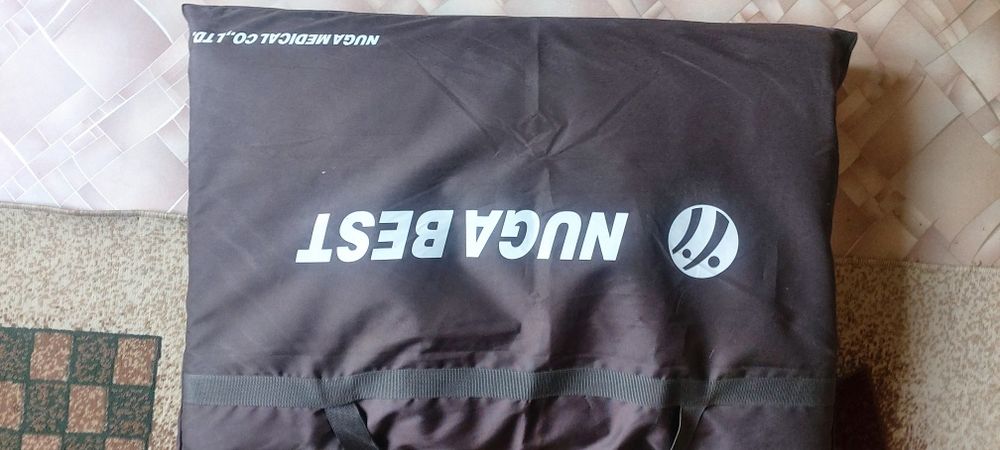 NUGA BEST
NUGA MEDICAL CO.,LTD.